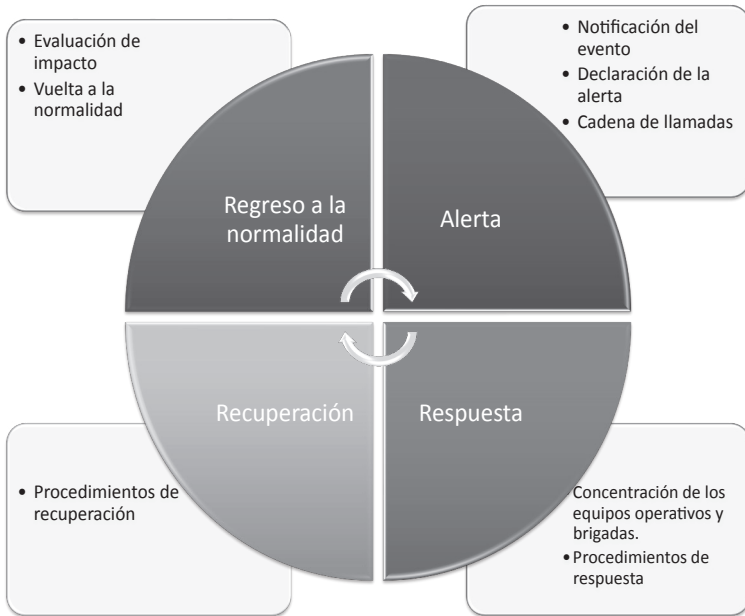 • Evaluación de
impacto
• Vuelta a la
normalidad
• Notificación del
evento
• Declaración de la
alerta
• Cadena de llamadas
Regreso a la
normalidad
Alerta
Recuperación
Respuesta
• Procedimientos de
recuperación
Concentración de los
equipos operativos y
brigadas.
• Procedimientos de
respuesta